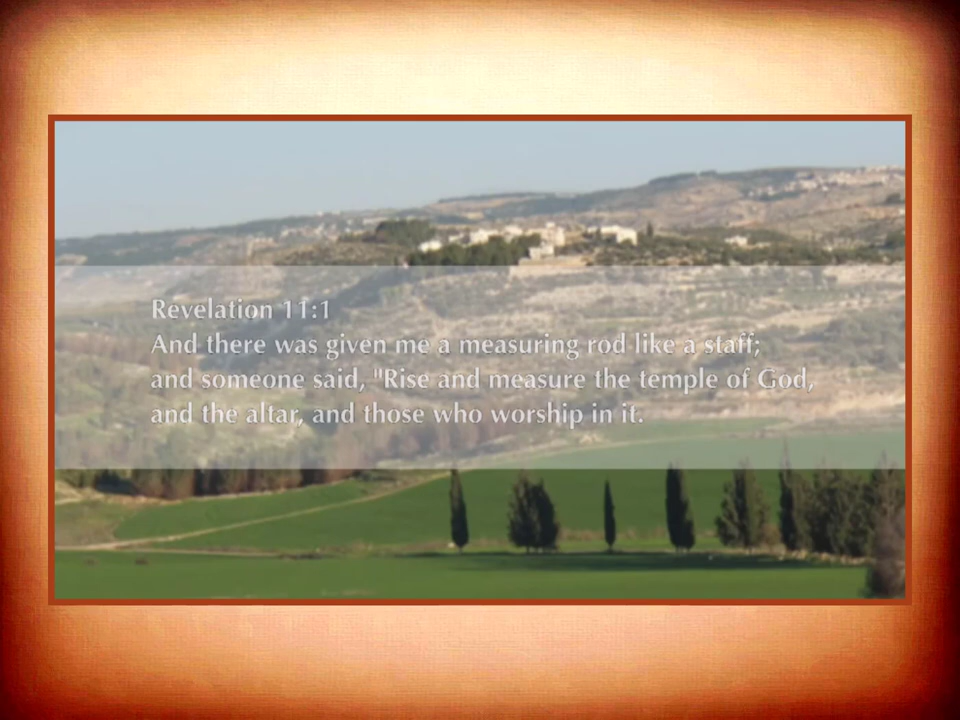 Revelation 11:1
And there was given me a measuring rod like a staff;
and someone said, "Rise and measure the temple of God,
and the altar, and those who worship in it.